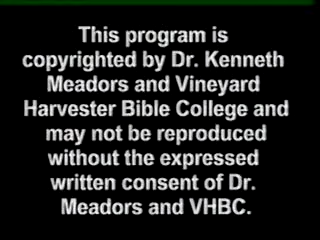 This program is
copyrighted by Dr. Kenneth
Meadors and Vineyard
Harvester Bible College and
may not be reproduced
without the expressed
written consent of Dr.
Meadors and VHBC.